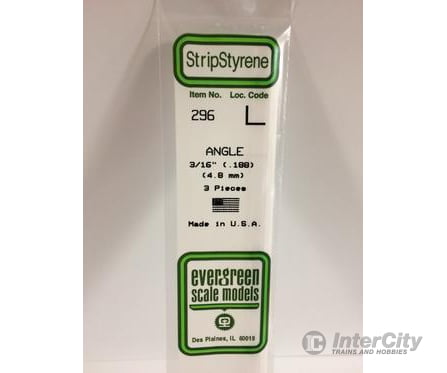 StripStyrene
Item No. Loc. Code
296
ANGLE
3/16" (.188)
(4.8 mm)
3 Pieces
Made in U.S.A.
evergreen
scale models
Des Plaines, IL 60018
IC InterCity
TRAINS AND HOBBIES